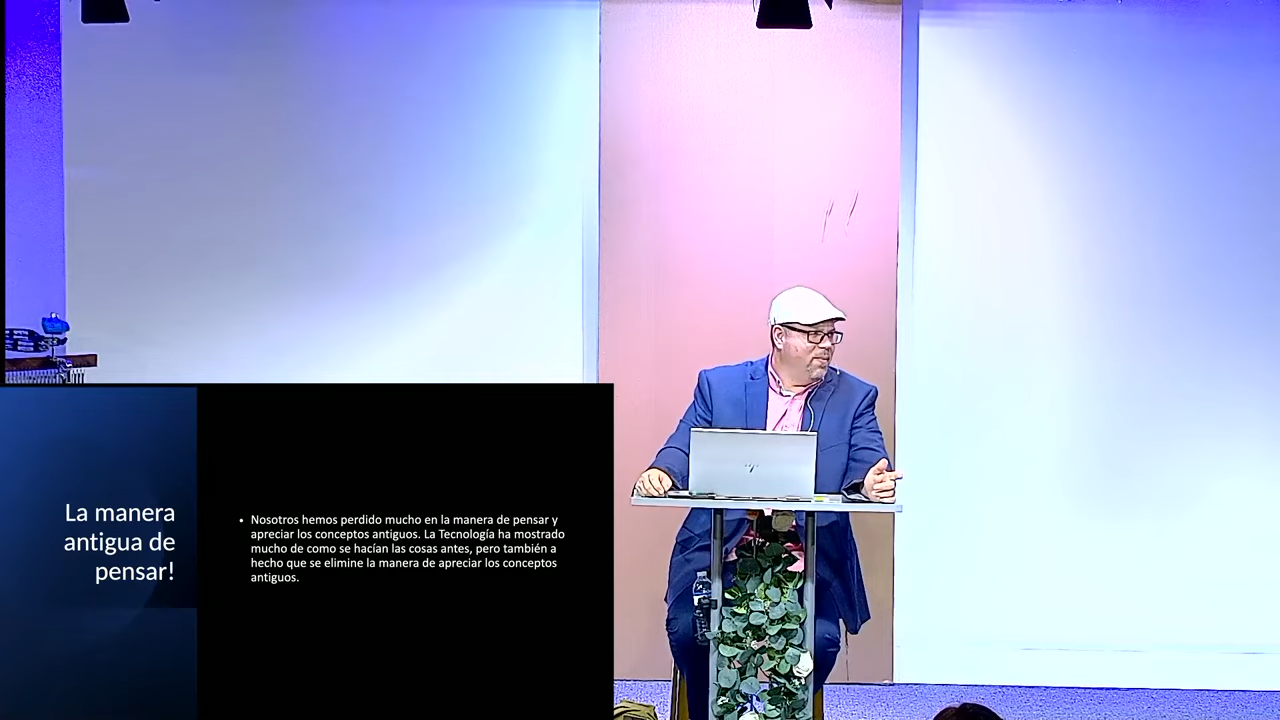 La manera
antigua de
pensar!
• Nosotros hemos perdido mucho en la manera de pensar y
apreciar los conceptos antiguos. La Tecnología ha mostrado
mucho de como se hacían las cosas antes, pero también a
hecho que se elimine la manera de apreciar los conceptos
antiguos.
hp